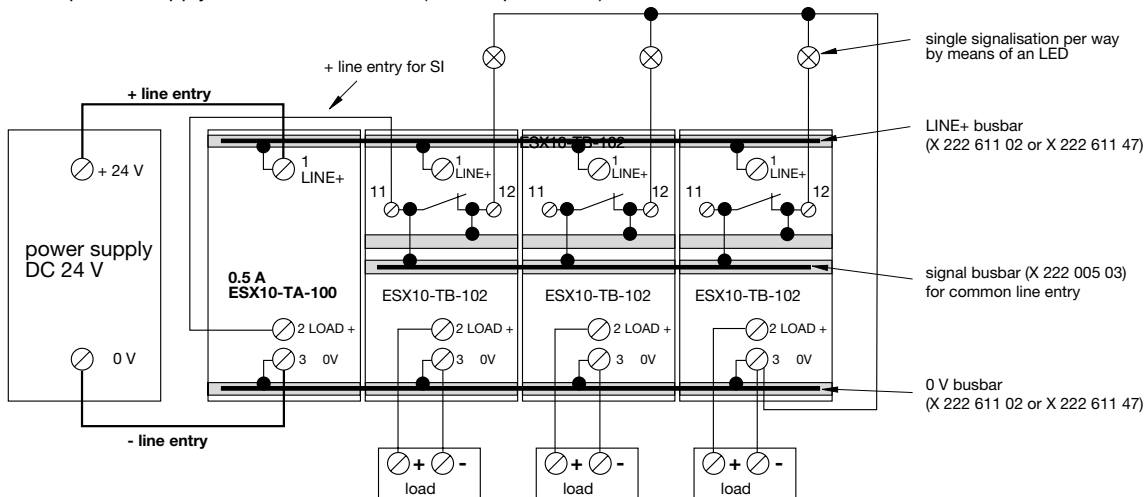 single signalisation per way
by means of an LED
+ line entry for SI
+ line entry
LINE+ busbar
(X 222 611 02 or X 222 611 47)
ESX10-TB-102
+ 24 V
1
LINE+
1
LINE+
1
LINE+
1
LINE+
11
12
11
12
11
12
power supply
DC 24 V
0.5 A
ESX10-TA-100
signal busbar (X 222 005 03)
for common line entry
ESX10-TB-102
ESX10-TB-102
ESX10-TB-102
2 LOAD +
2 LOAD +
2 LOAD +
2 LOAD +
0 V
3 0V
3 0V
3 0V
3 0V
0 V busbar
(X 222 611 02 or X 222 611 47)
- line entry
+ -
load
+ -
load
+ -
load